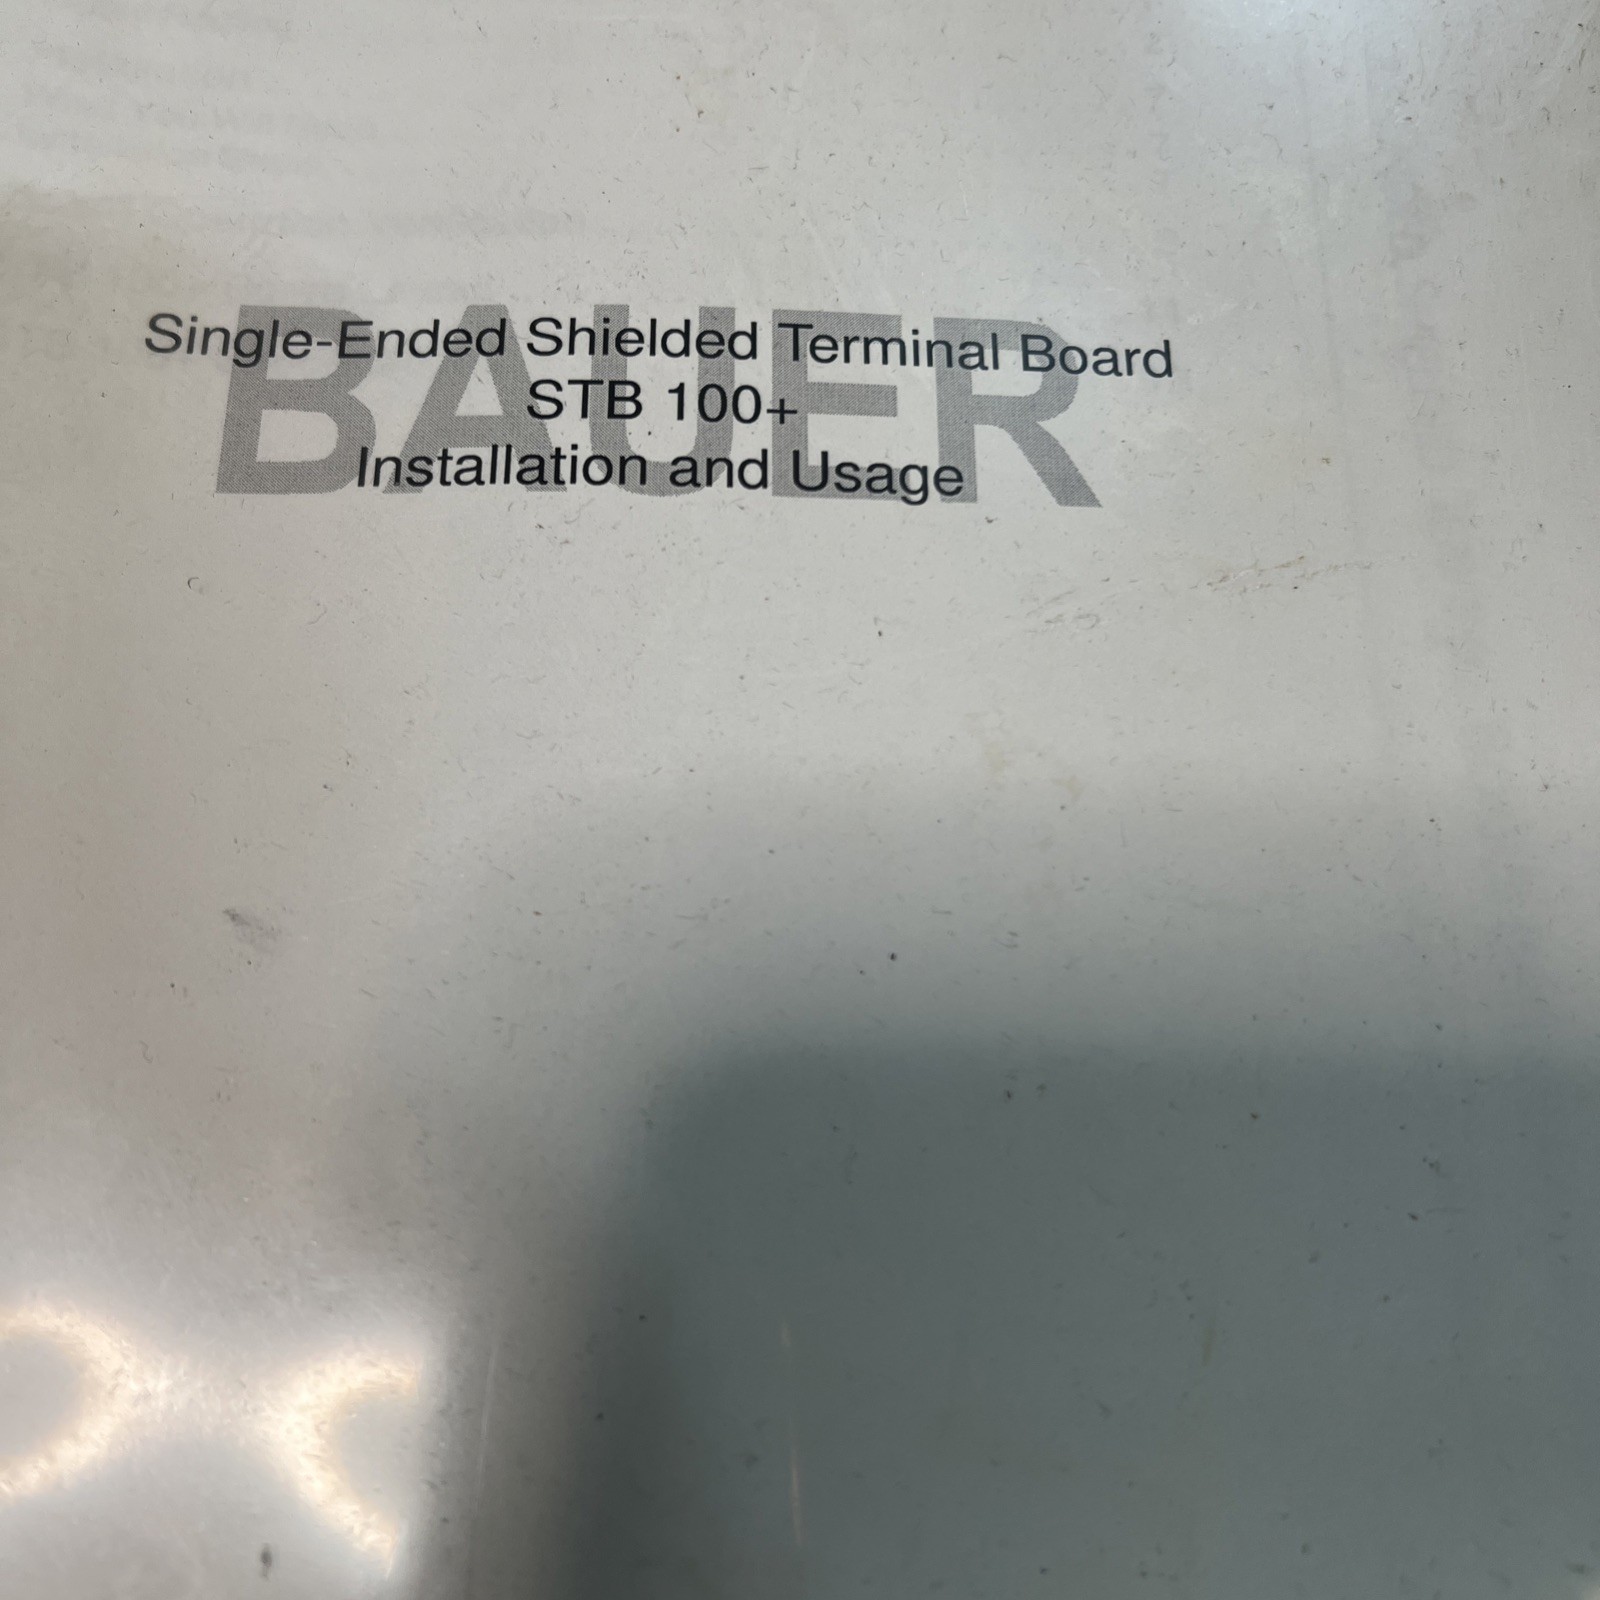 BAUER
Single-Ended Shielded Terminal Board
STB 100+
Installation and Usage